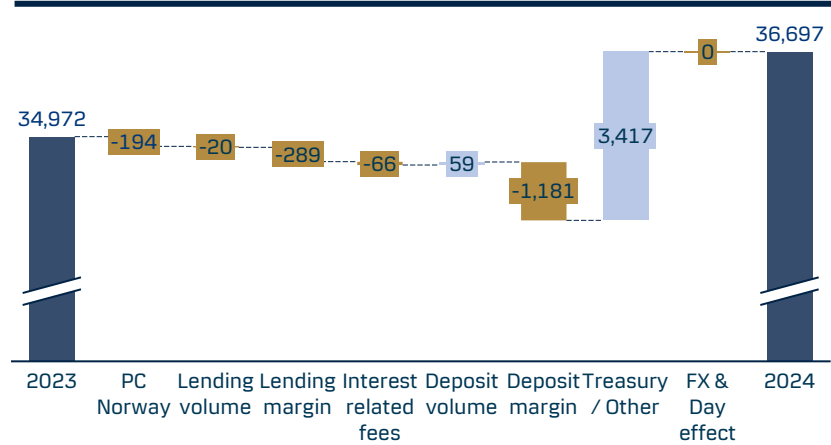 36,697
34,972
-194
-20
-289
-66
59
-1,181
3,417
0
2023
PC
Norway
Lending
volume
Lending
margin
Interest
related
fees
Deposit
volume
Deposit
margin
Treasury
/ Other
FX &
Day
effect
2024